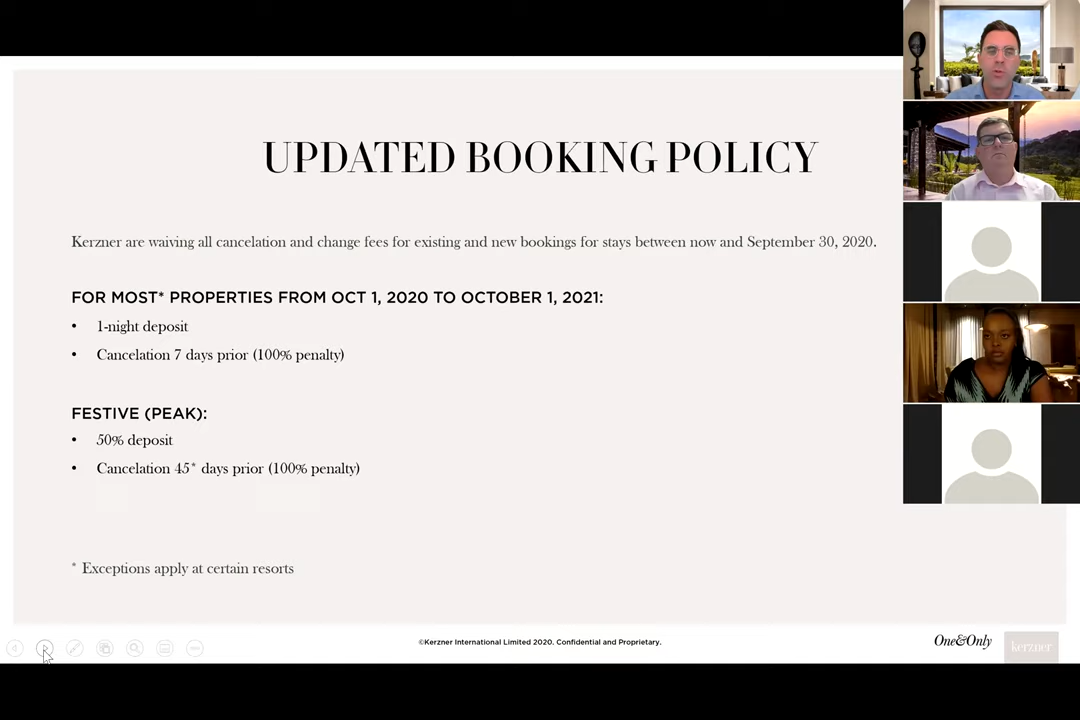 UPDATED BOOKING POLICY
Kerzner are waiving all cancelation and change fees for existing and new bookings for stays between now and September 30, 2020.
FOR MOST* PROPERTIES FROM OCT 1, 2020 TO OCTOBER 1, 2021:
• 1-night deposit
• Cancelation 7 days prior (100% penalty)
FESTIVE (PEAK):
• 50% deposit
• Cancelation 45* days prior (100% penalty)
* Exceptions apply at certain resorts
©Kerzner International Limited 2020. Confidential and Proprietary.
One&Only
kerzner